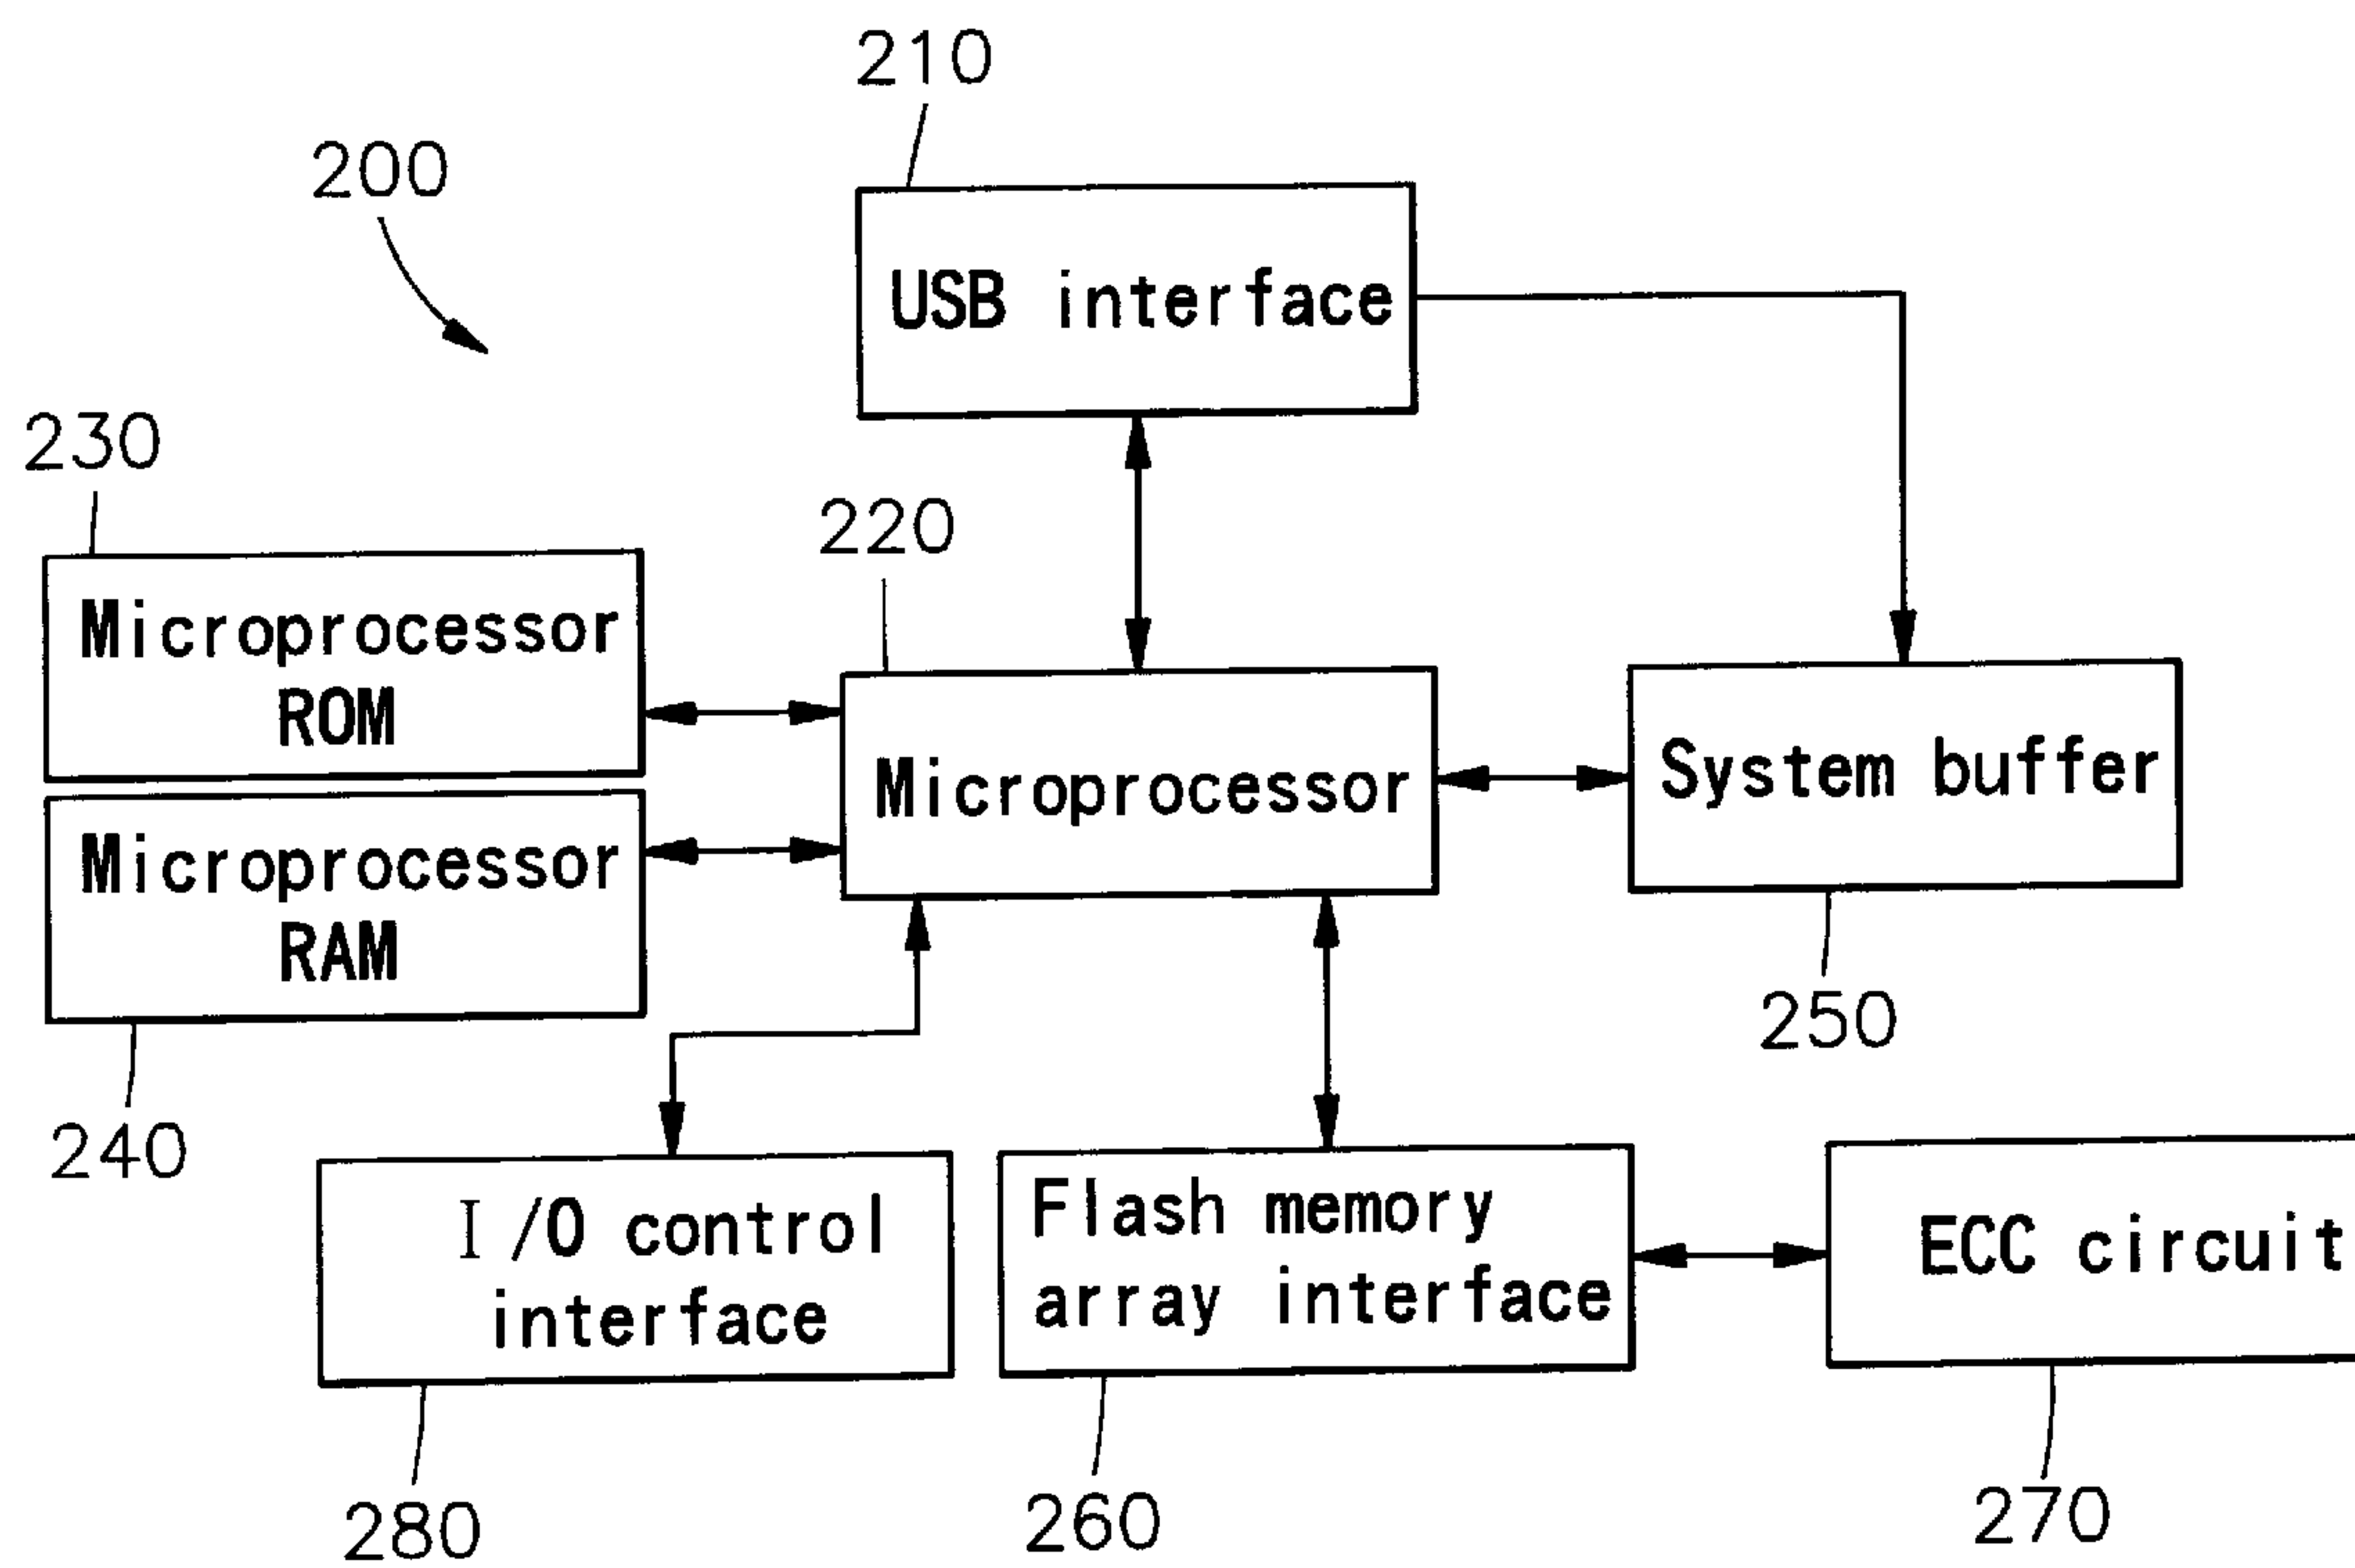 210
200
USB interface
230
220
Microprocessor
ROM
Microprocessor
System buffer
Microprocessor
RAM
250
240
I/O control
interface
Flash memory
array interface
ECC circuit
280
260
270